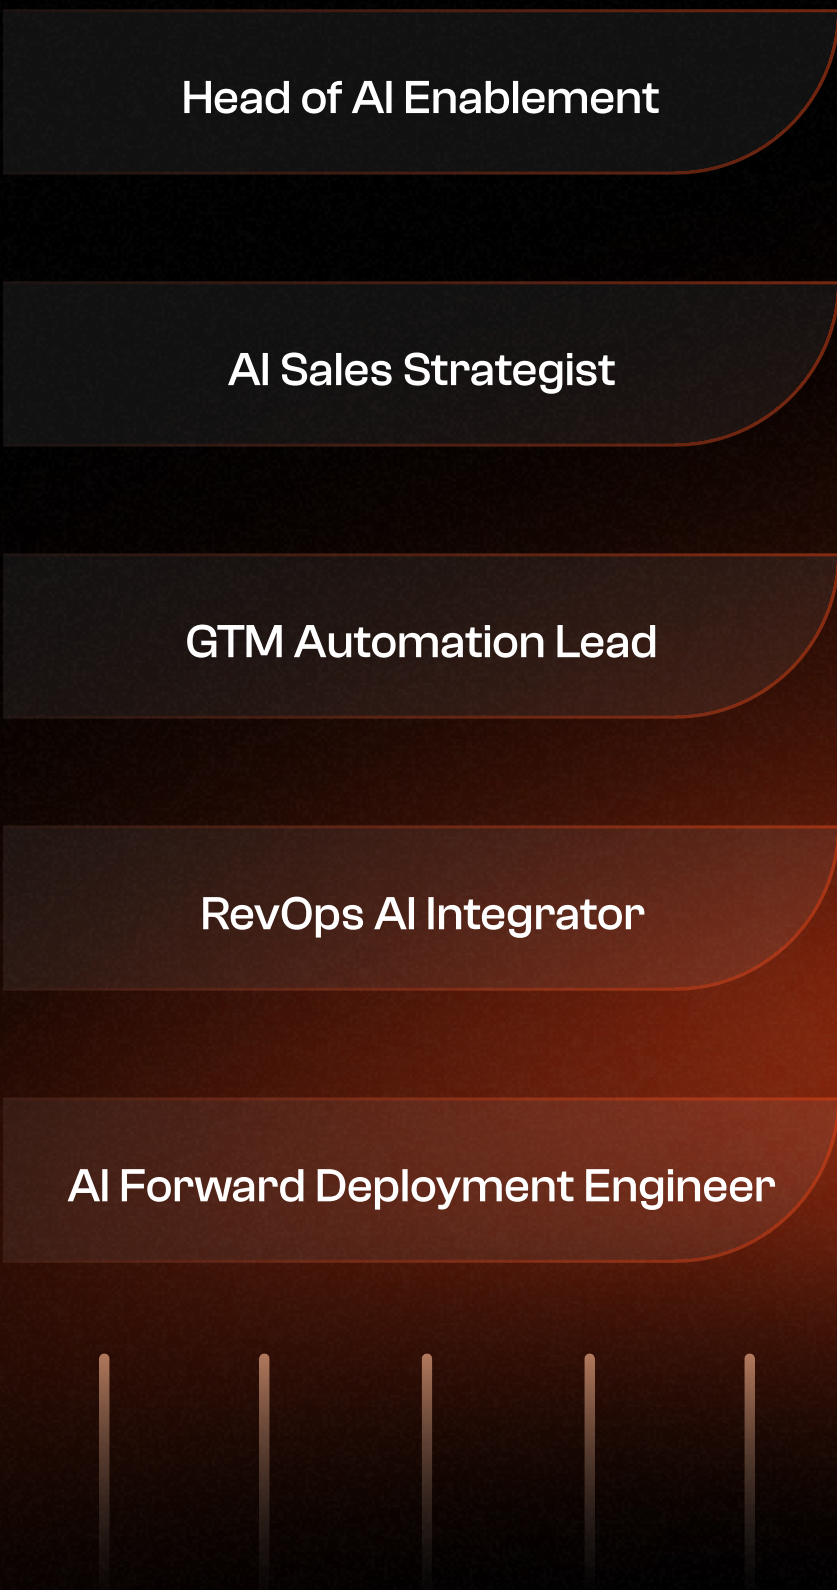 Head of AI Enablement
AI Sales Strategist
GTM Automation Lead
RevOps AI Integrator
AI Forward Deployment Engineer